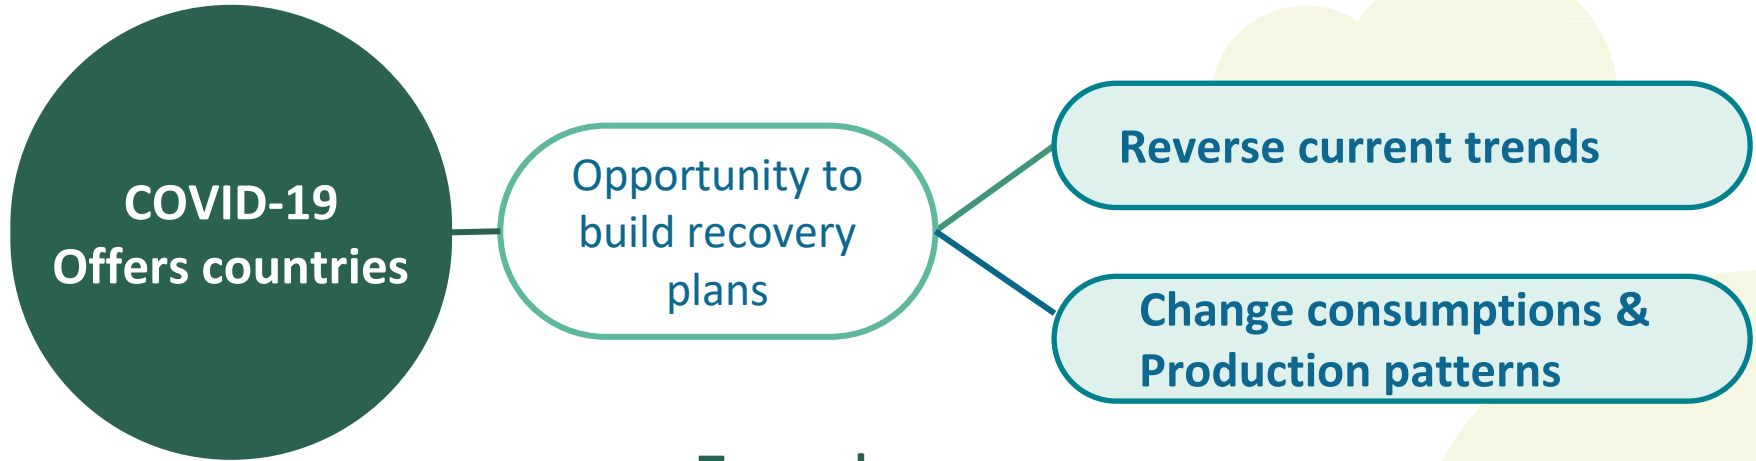 COVID-19
Offers countries
Opportunity to
build recovery
plans
Reverse current trends
Change consumptions &
Production patterns